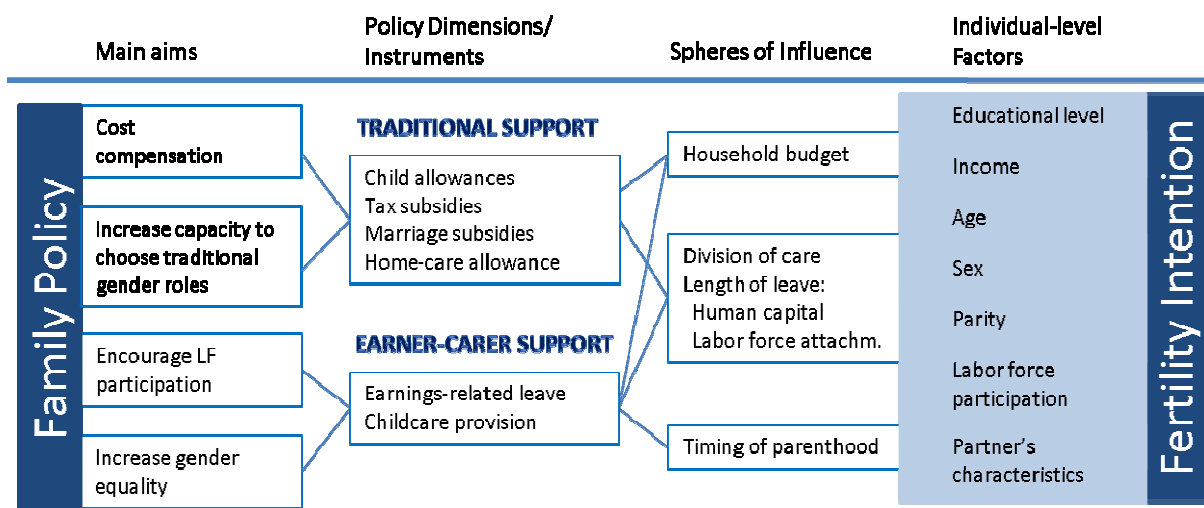 Main aims
Policy Dimensions/
Instruments
Spheres of Influence
Individual-level
Factors
Family Policy
Cost
compensation
Increase capacity to
choose traditional
gender roles
Encourage LF
participation
Increase gender
equality
TRADITIONAL SUPPORT
Child allowances
Tax subsidies
Marriage subsidies
Home-care allowance
EARNER-CARER SUPPORT
Earnings-related leave
Childcare provision
Household budget
Division of care
Length of leave:
Human capital
Labor force attachm.
Timing of parenthood
Educational level
Income
Age
Sex
Parity
Labor force
participation
Partner's
characteristics
Fertility Intention